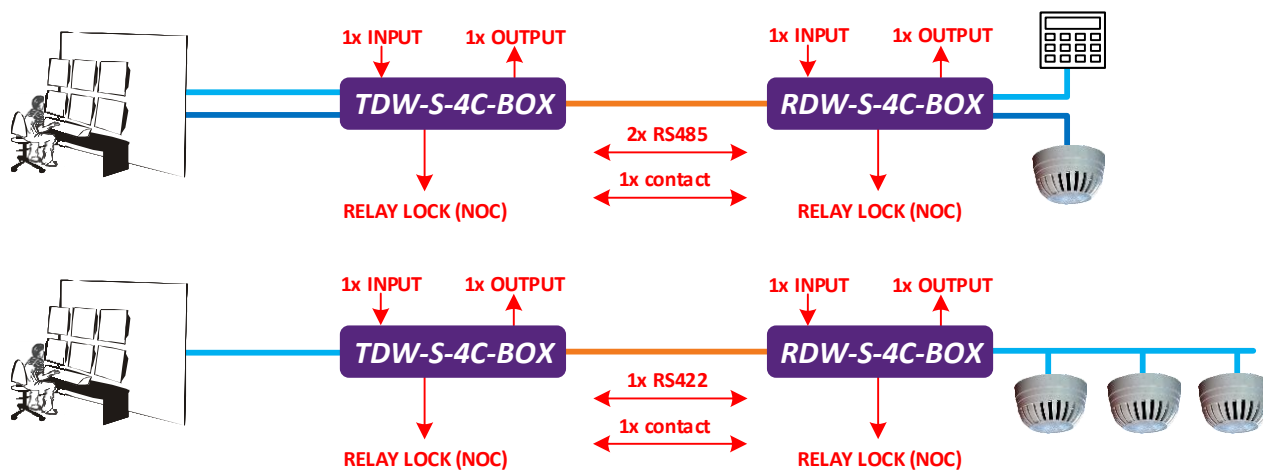 1x INPUT 1x OUTPUT 1x INPUT 1x OUTPUT
TDW-S-4C-BOX RDW-S-4C-BOX
2x RS485
1x contact
RELAY LOCK (NOC) RELAY LOCK (NOC)
1x INPUT 1x OUTPUT 1x INPUT 1x OUTPUT
TDW-S-4C-BOX RDW-S-4C-BOX
1x RS422
1x contact
RELAY LOCK (NOC) RELAY LOCK (NOC)